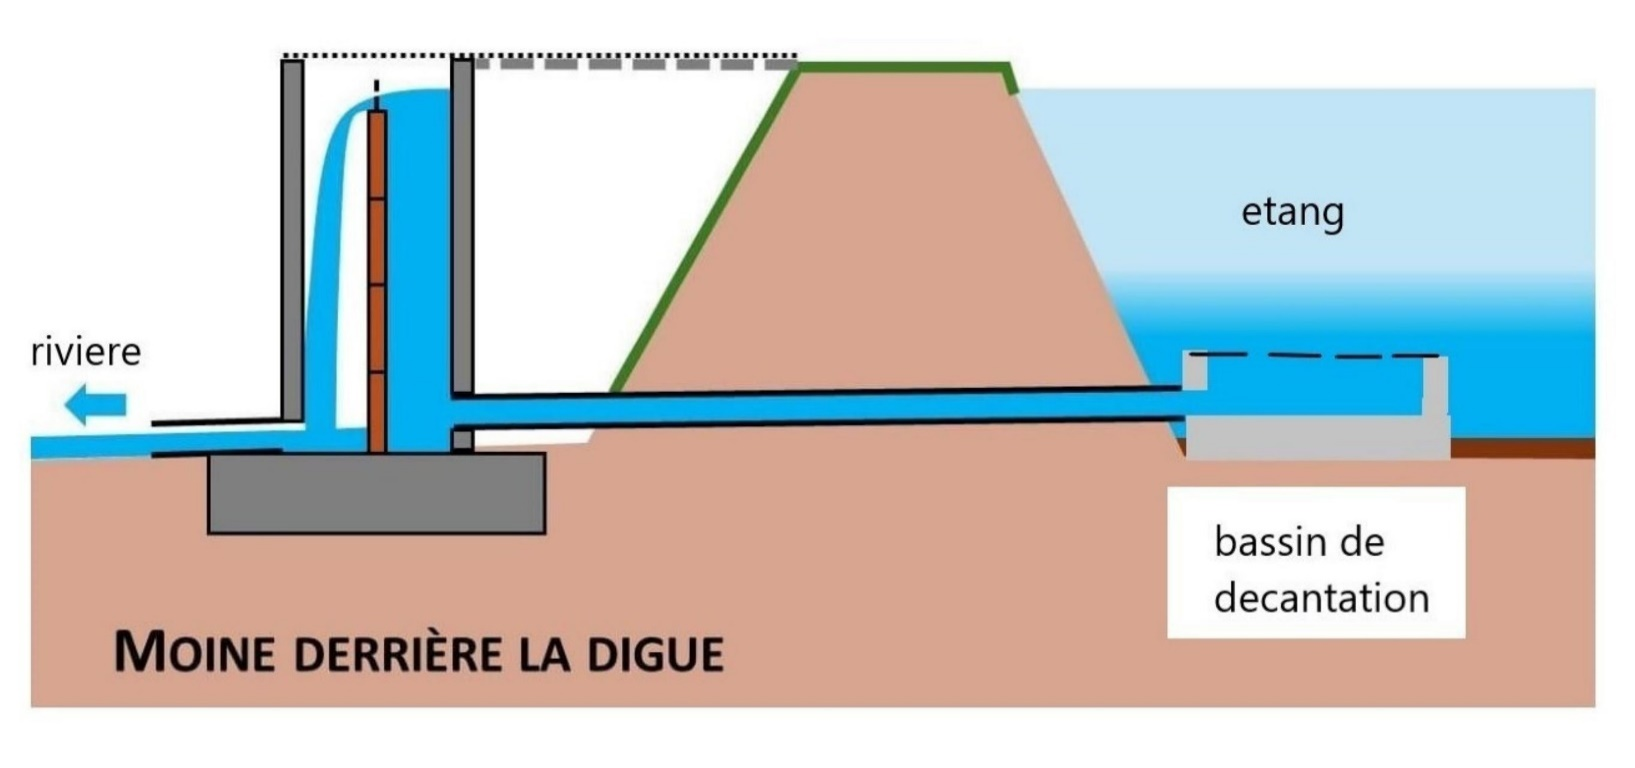 etang
riviere
bassin de
decantation
MOINE DERRIÈRE LA DIGUE